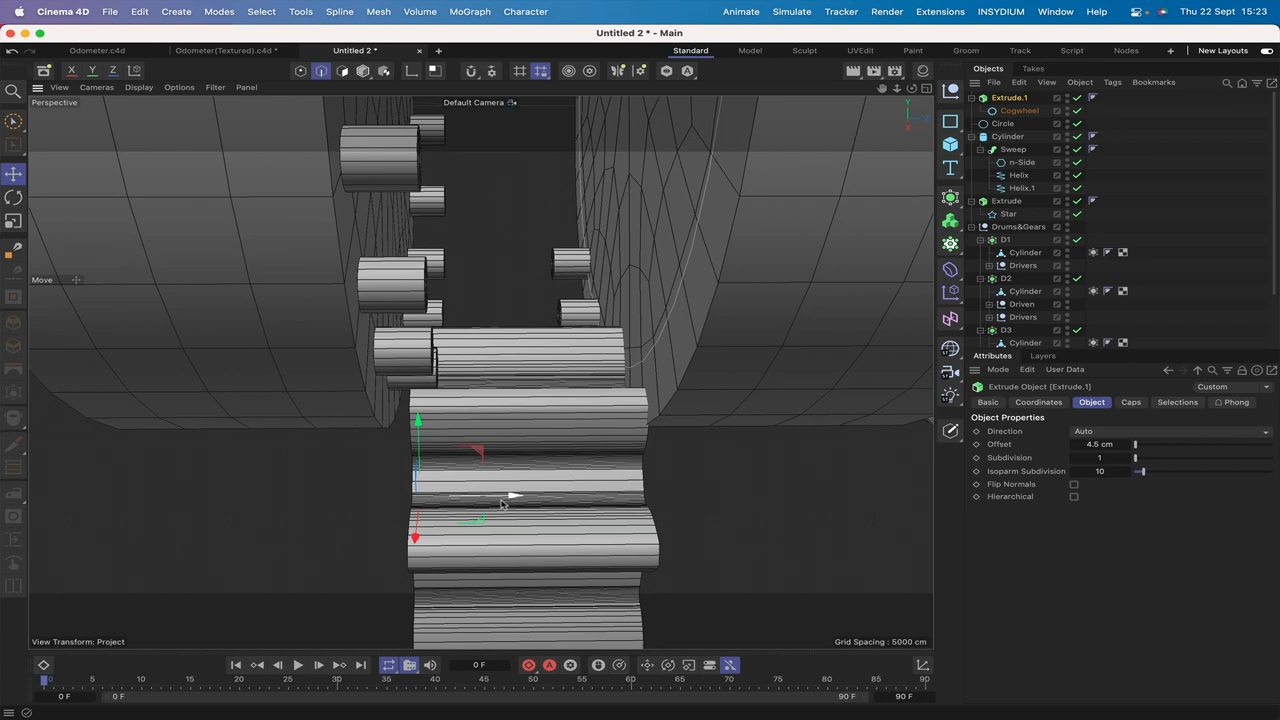 Cinema 4D File Edit Create Modes Select Tools Spline Mesh Volume MoGraph Character Animate Simulate Tracker Render Extensions INSYDIUM Window Help Thu 22 Sept 15:23
Untitled 2 * - Main
Odometer.c4d Odometer(Textured).c4d * Untitled 2 * × + Standard Model Sculpt UVEdit Paint Groom Track Script Nodes + New Layouts
X Y Z
View Cameras Display Options Filter Panel
Perspective
Default Camera
Y
Move
View Transform: Project
Grid Spacing : 5000 cm
Objects Takes
File Edit View Object Tags Bookmarks
Extrude.1
Cogwheel
Circle
Cylinder
Sweep
n-Side
Helix
Helix.1
Extrude
Star
Drums&Gears
D1
Cylinder
Drivers
D2
Cylinder
Driven
Drivers
D3
Cylinder
Attributes Layers
Mode Edit User Data
Extrude Object [Extrude.1] Custom
Basic Coordinates Object Caps Selections Phong
Object Properties
Direction Auto
Offset 4.5 cm
Subdivision 1
Isoparm Subdivision 10
Flip Normals
Hierarchical
0 F
0 5 10 15 20 25 30 35 40 45 50 55 60 65 70 75 80 85 90
0 F 0 F 90 F 90 F